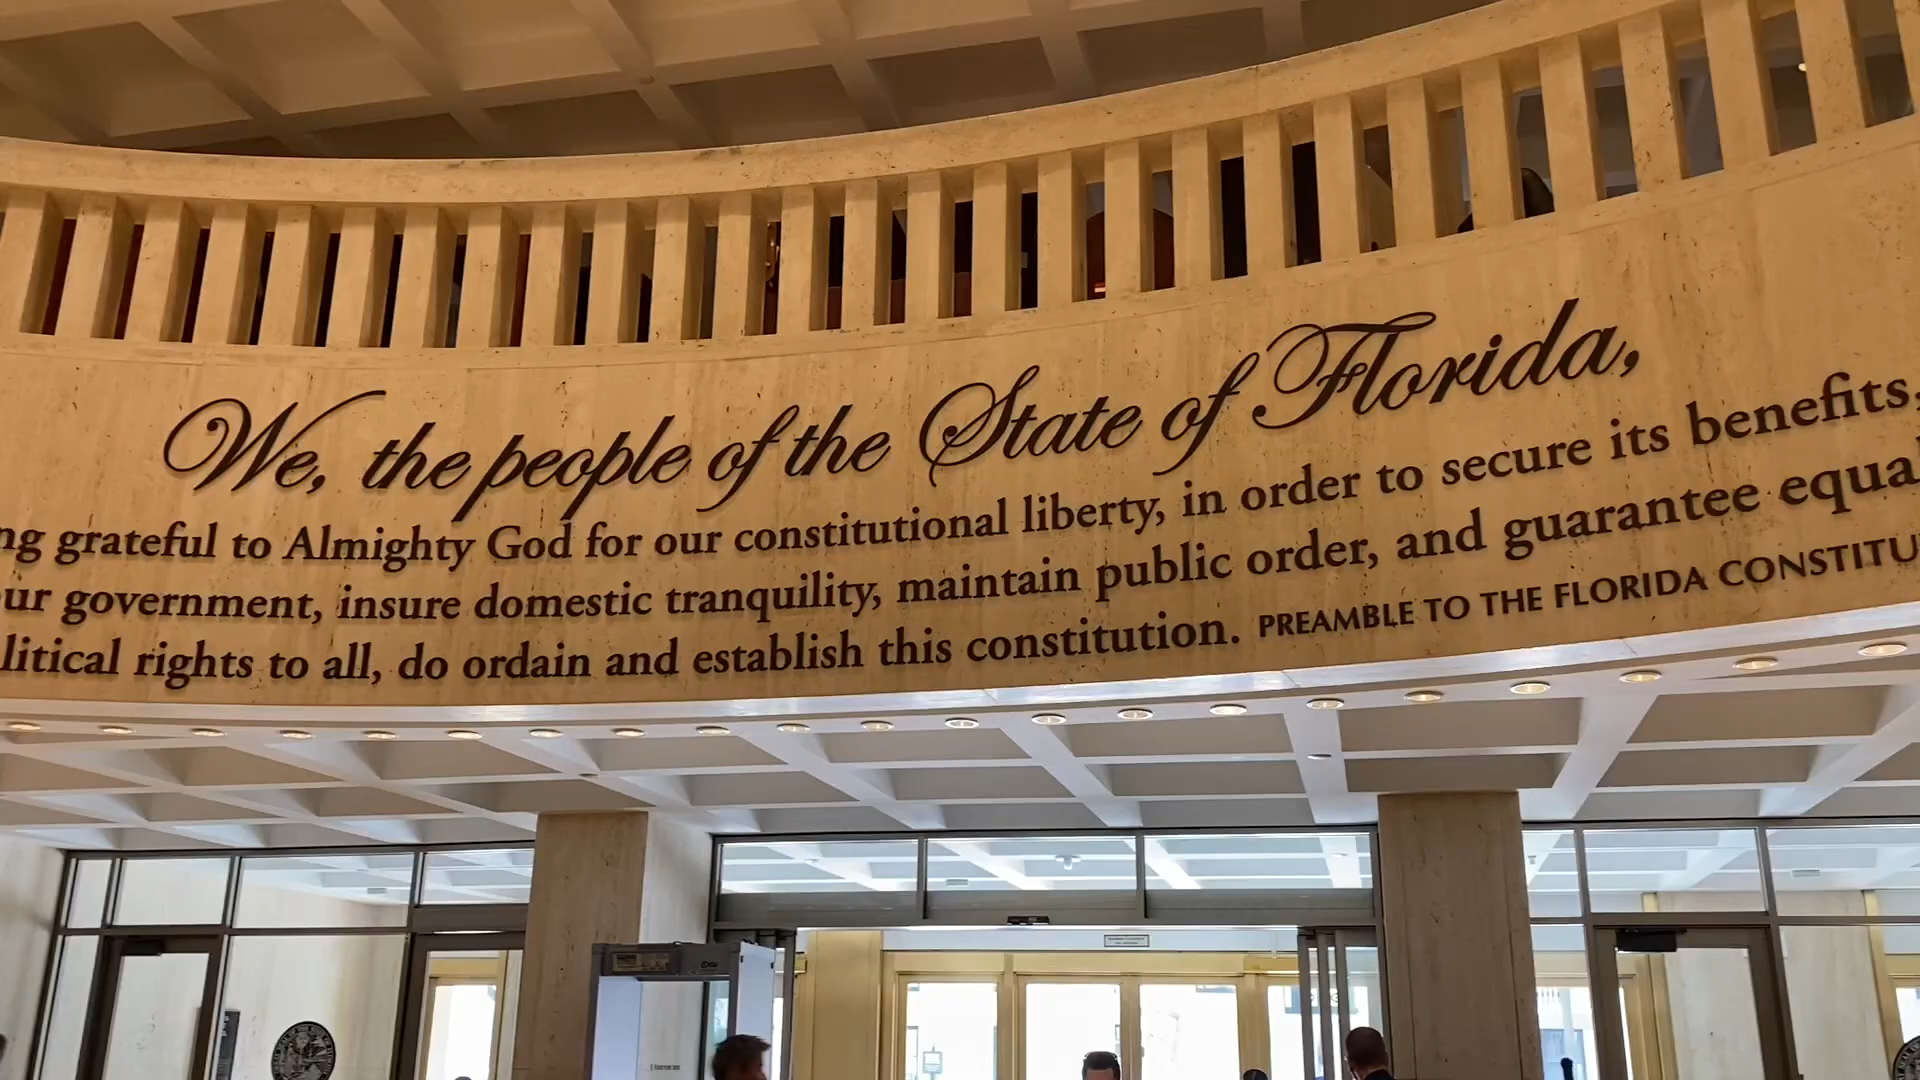 We, the people of the State of Florida,
ng grateful to Almighty God for our constitutional liberty, in order to secure its benefits,
ur government, insure domestic tranquility, maintain public order, and guarantee equal
litical rights to all, do ordain and establish this constitution. PREAMBLE TO THE FLORIDA CONSTITU